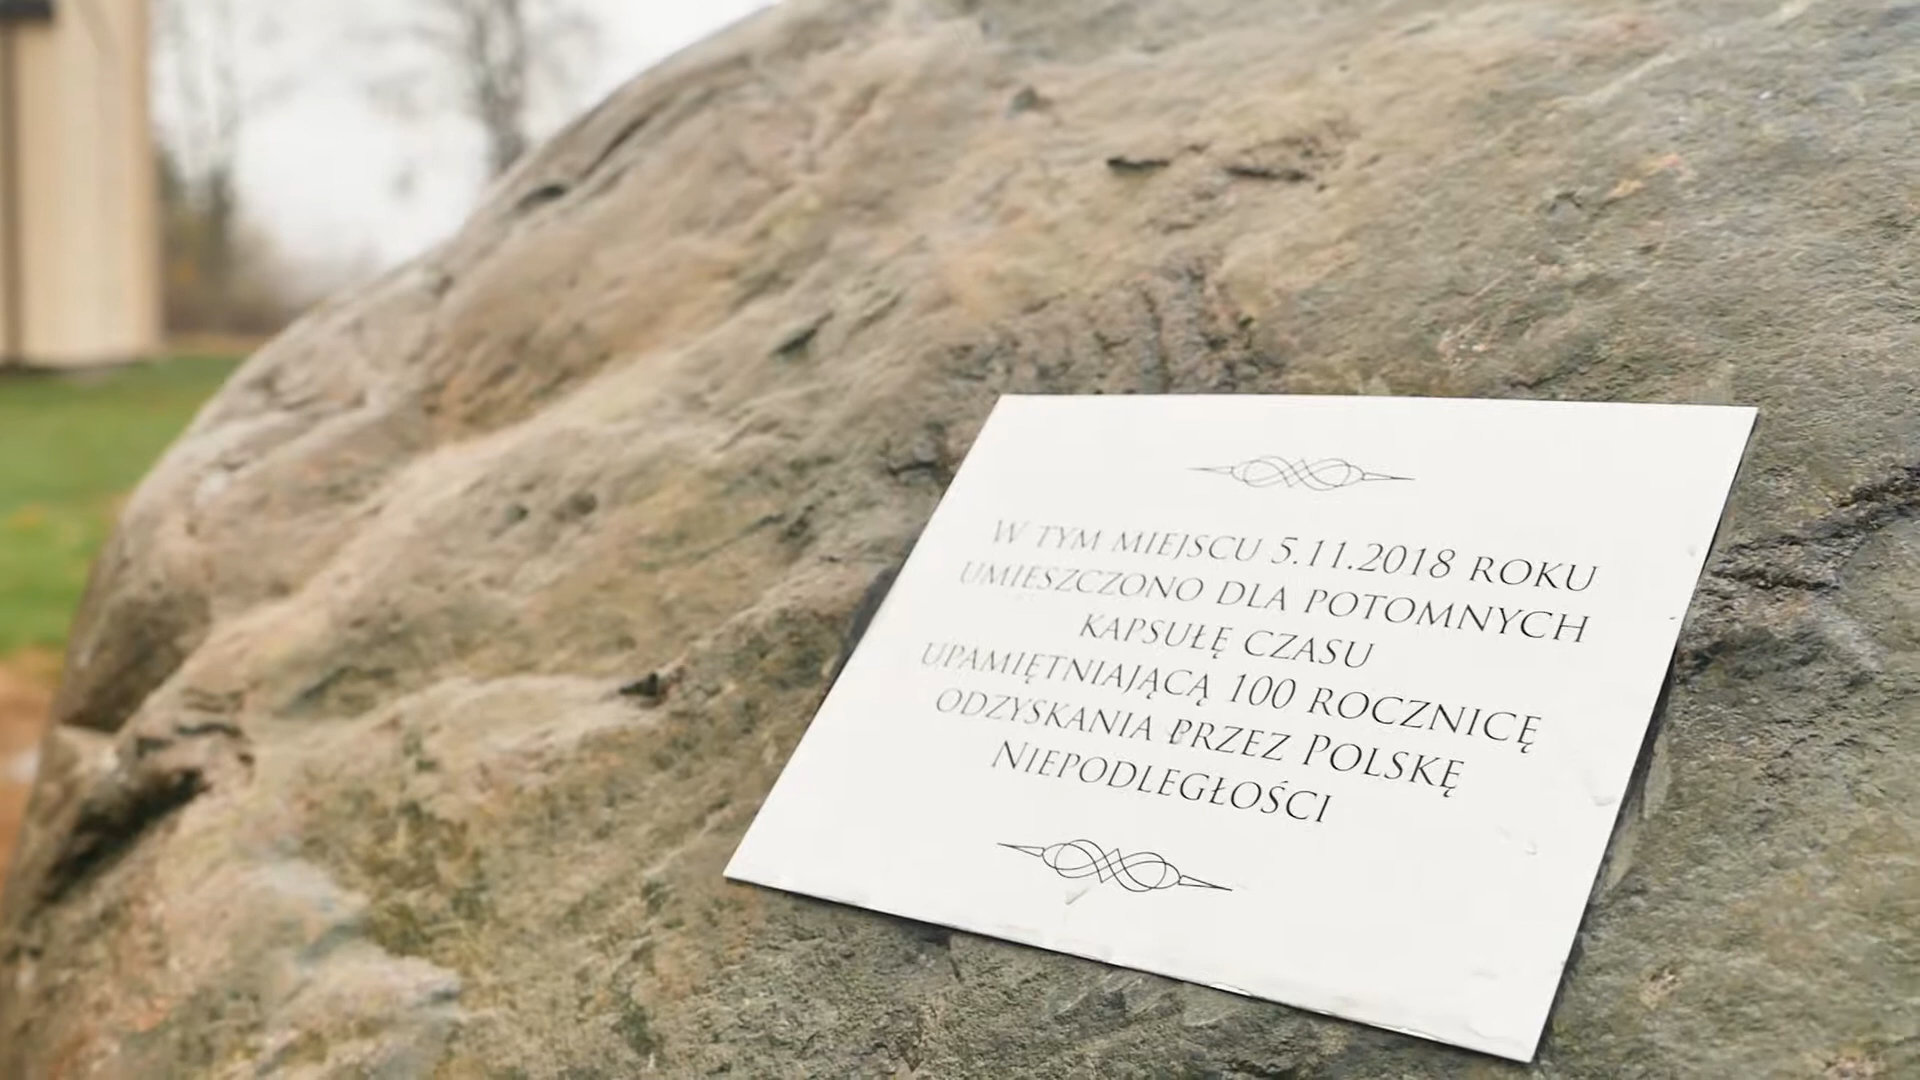 W TYM MIEJSCU 5.11.2018 ROKU
UMIESZCZONO DLA POTOMNYCH
KAPSUŁĘ CZASU
UPAMIĘTNIAJĄCĄ 100 ROCZNICĘ
ODZYSKANIA PRZEZ POLSKĘ
NIEPODLEGŁOŚCI